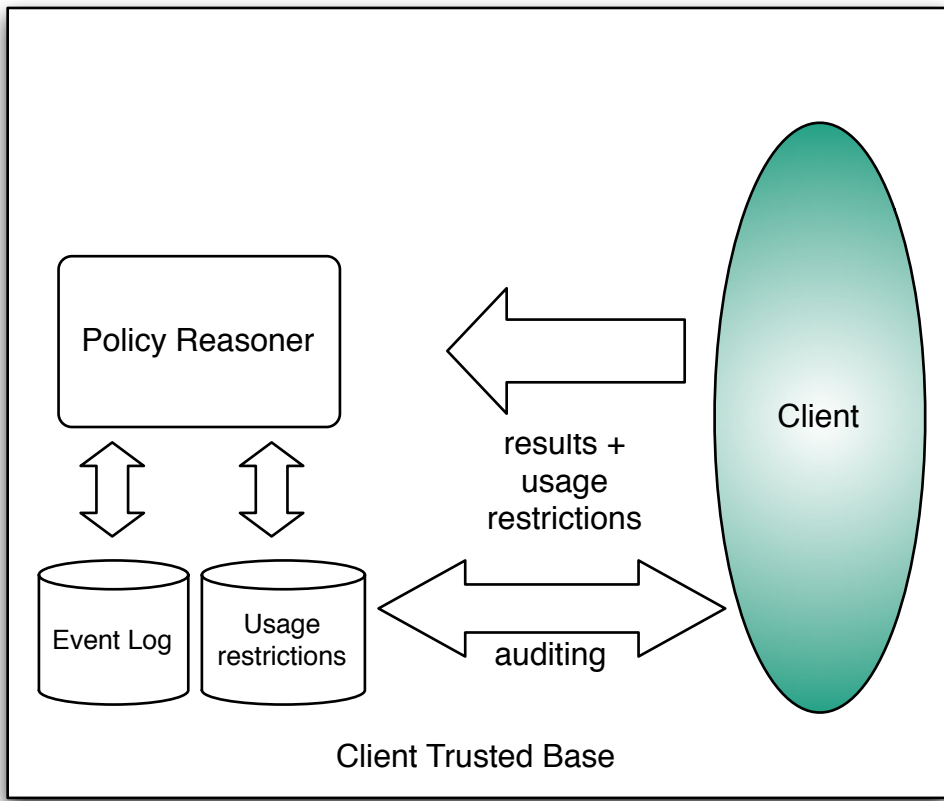 Policy Reasoner
Client
results +
usage
restrictions
Event Log
Usage
restrictions
auditing
Client Trusted Base